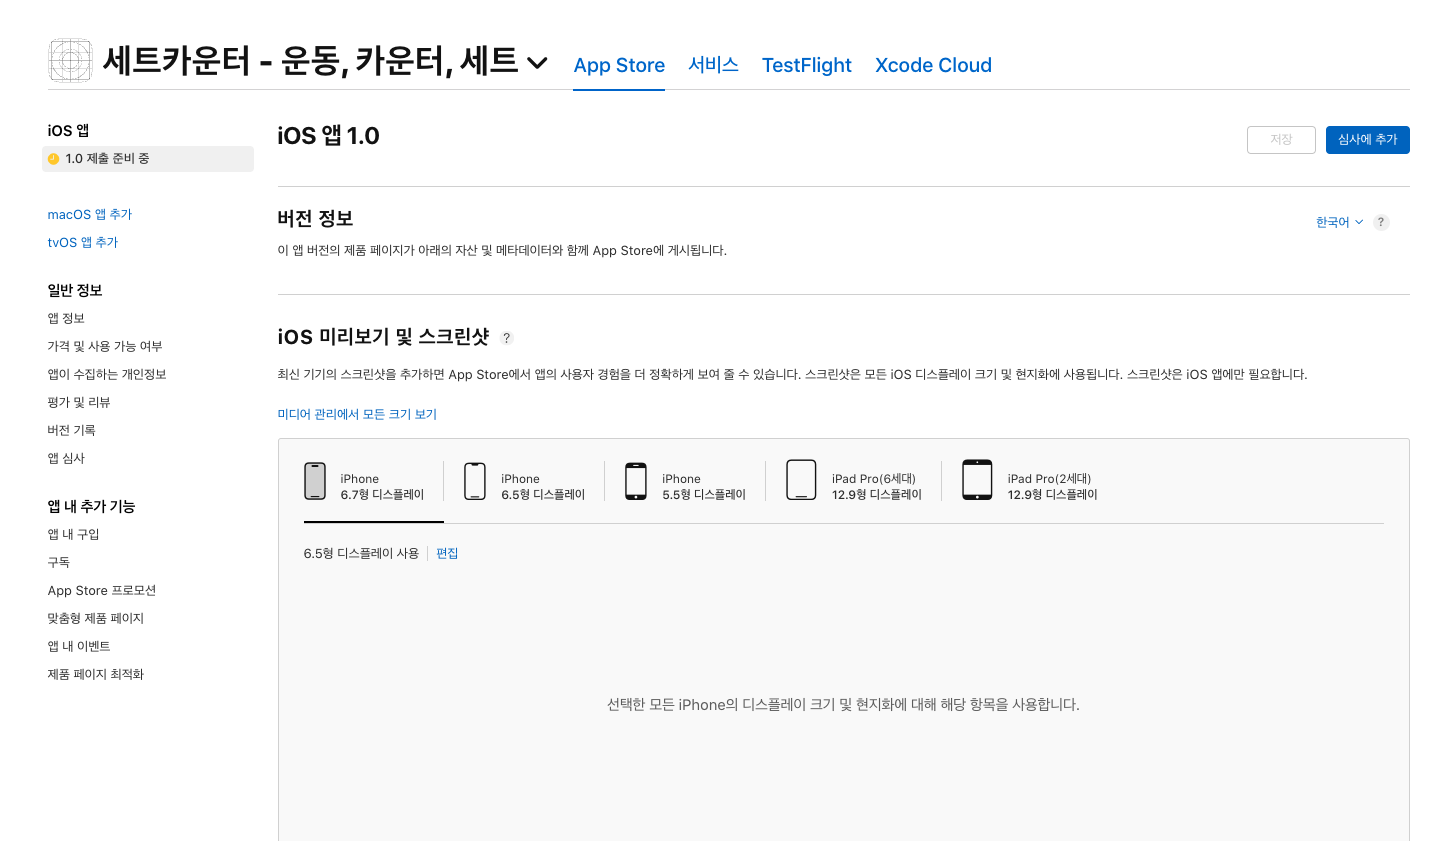 세트카운터 - 운동, 카운터, 세트
App Store 서비스 TestFlight Xcode Cloud
iOS 앱
1.0 제출 준비 중
macOS 앱 추가
tvOS 앱 추가
일반 정보
앱 정보
가격 및 사용 가능 여부
앱이 수집하는 개인정보
평가 및 리뷰
버전 기록
앱 심사
앱 내 추가 기능
앱 내 구입
구독
App Store 프로모션
맞춤형 제품 페이지
앱 내 이벤트
제품 페이지 최적화
iOS 앱 1.0
저장 심사에 추가
버전 정보
한국어 ?
이 앱 버전의 제품 페이지가 아래의 자산 및 메타데이터와 함께 App Store에 게시됩니다.
iOS 미리보기 및 스크린샷 ?
최신 기기의 스크린샷을 추가하면 App Store에서 앱의 사용자 경험을 더 정확하게 보여 줄 수 있습니다. 스크린샷은 모든 iOS 디스플레이 크기 및 현지화에 사용됩니다. 스크린샷은 iOS 앱에만 필요합니다.
미디어 관리에서 모든 크기 보기
iPhone
6.7형 디스플레이
iPhone
6.5형 디스플레이
iPhone
5.5형 디스플레이
iPad Pro(6세대)
12.9형 디스플레이
iPad Pro(2세대)
12.9형 디스플레이
6.5형 디스플레이 사용 편집
선택한 모든 iPhone의 디스플레이 크기 및 현지화에 대해 해당 항목을 사용합니다.